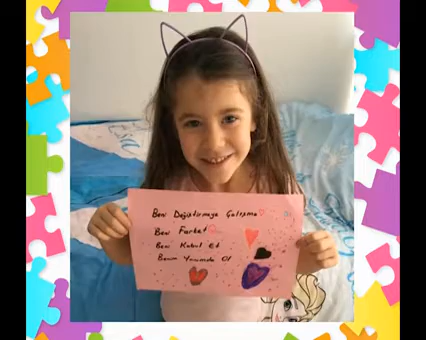 Beni Değiştirmeye Çalışma
Beni Farket
Beni Kabul Et
Benim Yanımda Ol